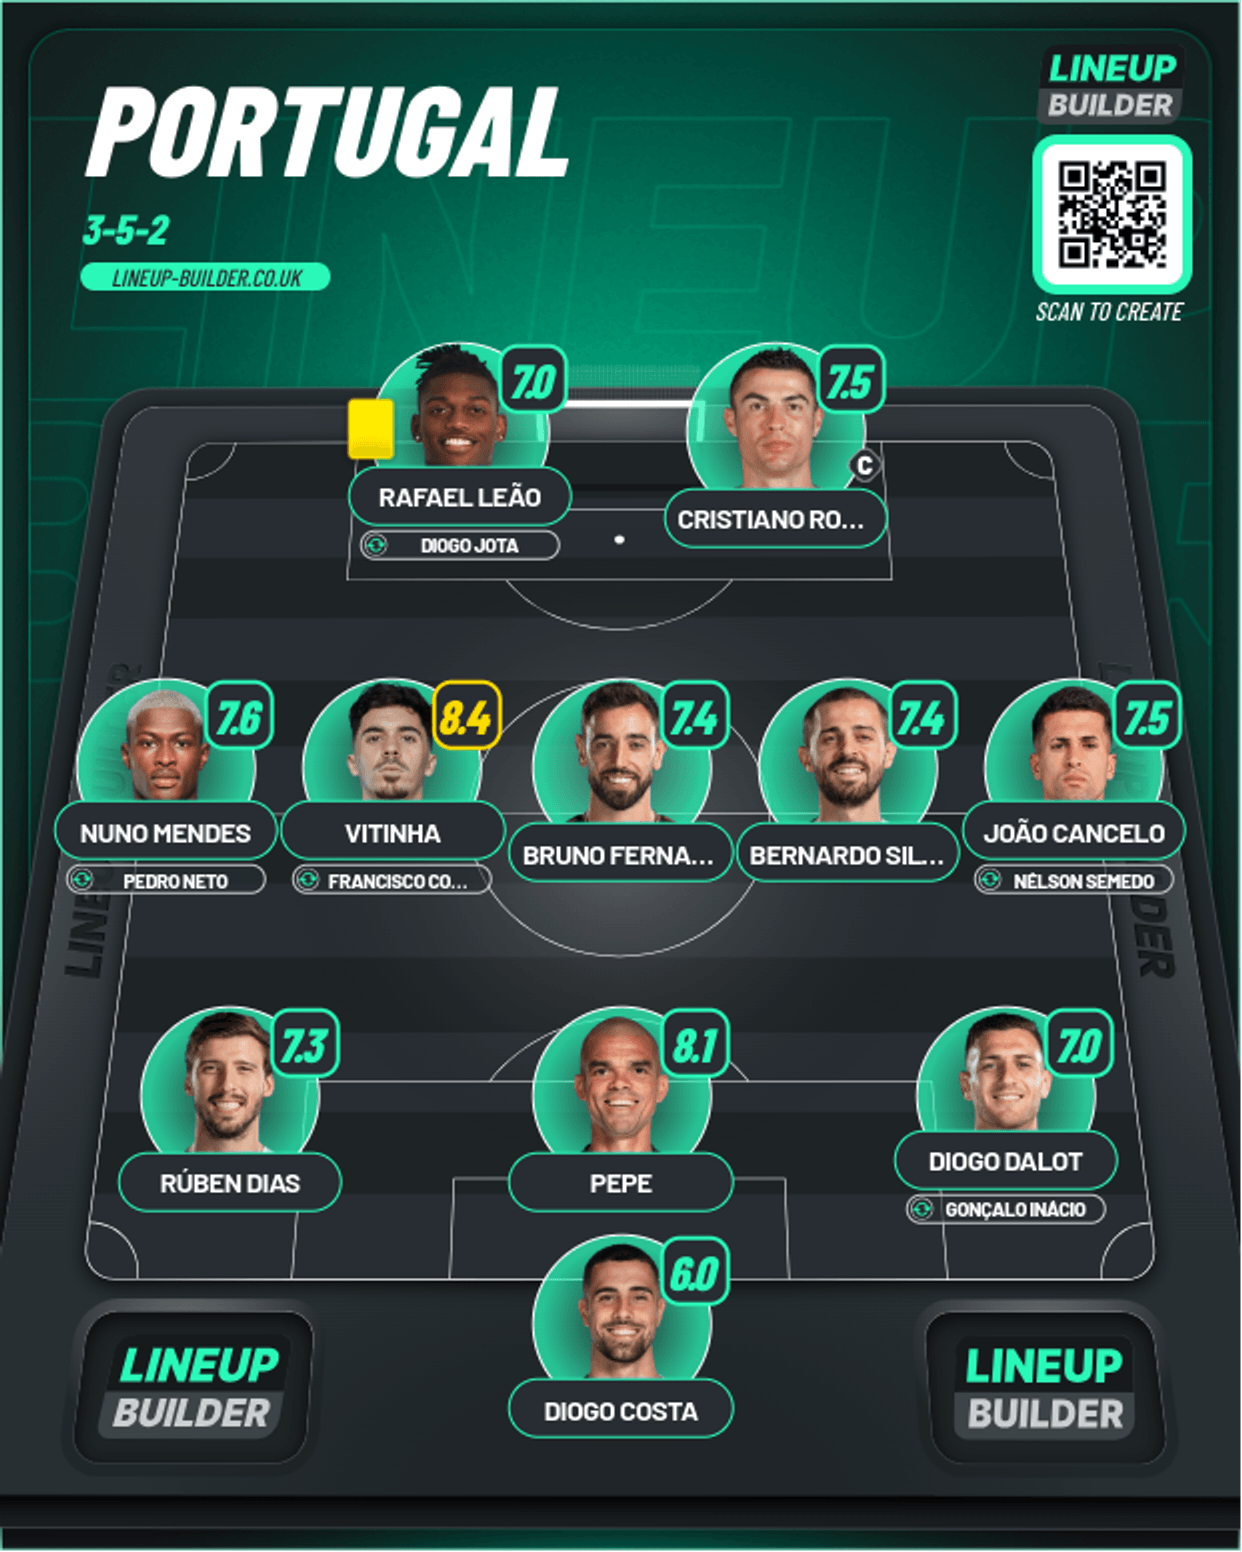 PORTUGAL
3-5-2
LINEUP-BUILDER.CO.UK
LINEUP
BUILDER
SCAN TO CREATE
7.0
RAFAEL LEÃO
DIOGO JOTA
7.5
C
CRISTIANO RO...
7.6
NUNO MENDES
PEDRO NETO
8.4
VITINHA
FRANCISCO CO...
7.4
BRUNO FERNA...
7.4
BERNARDO SIL...
7.5
JOÃO CANCELO
NÉLSON SEMEDO
7.3
RÚBEN DIAS
8.1
PEPE
7.0
DIOGO DALOT
GONÇALO INÁCIO
6.0
DIOGO COSTA
LINEUP
BUILDER
LINEUP
BUILDER